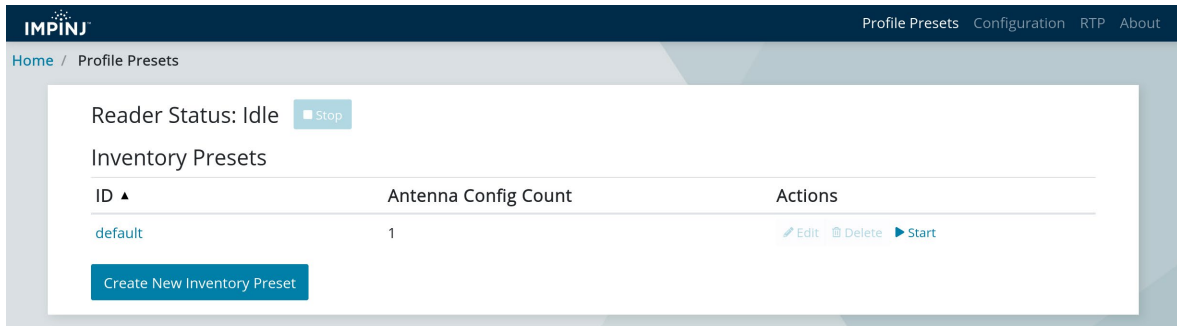 IMPINJ Profile Presets Configuration RTP About
Home / Profile Presets
Reader Status: Idle Stop
Inventory Presets
ID ▲ Antenna Config Count Actions
default 1 Edit Delete Start
Create New Inventory Preset